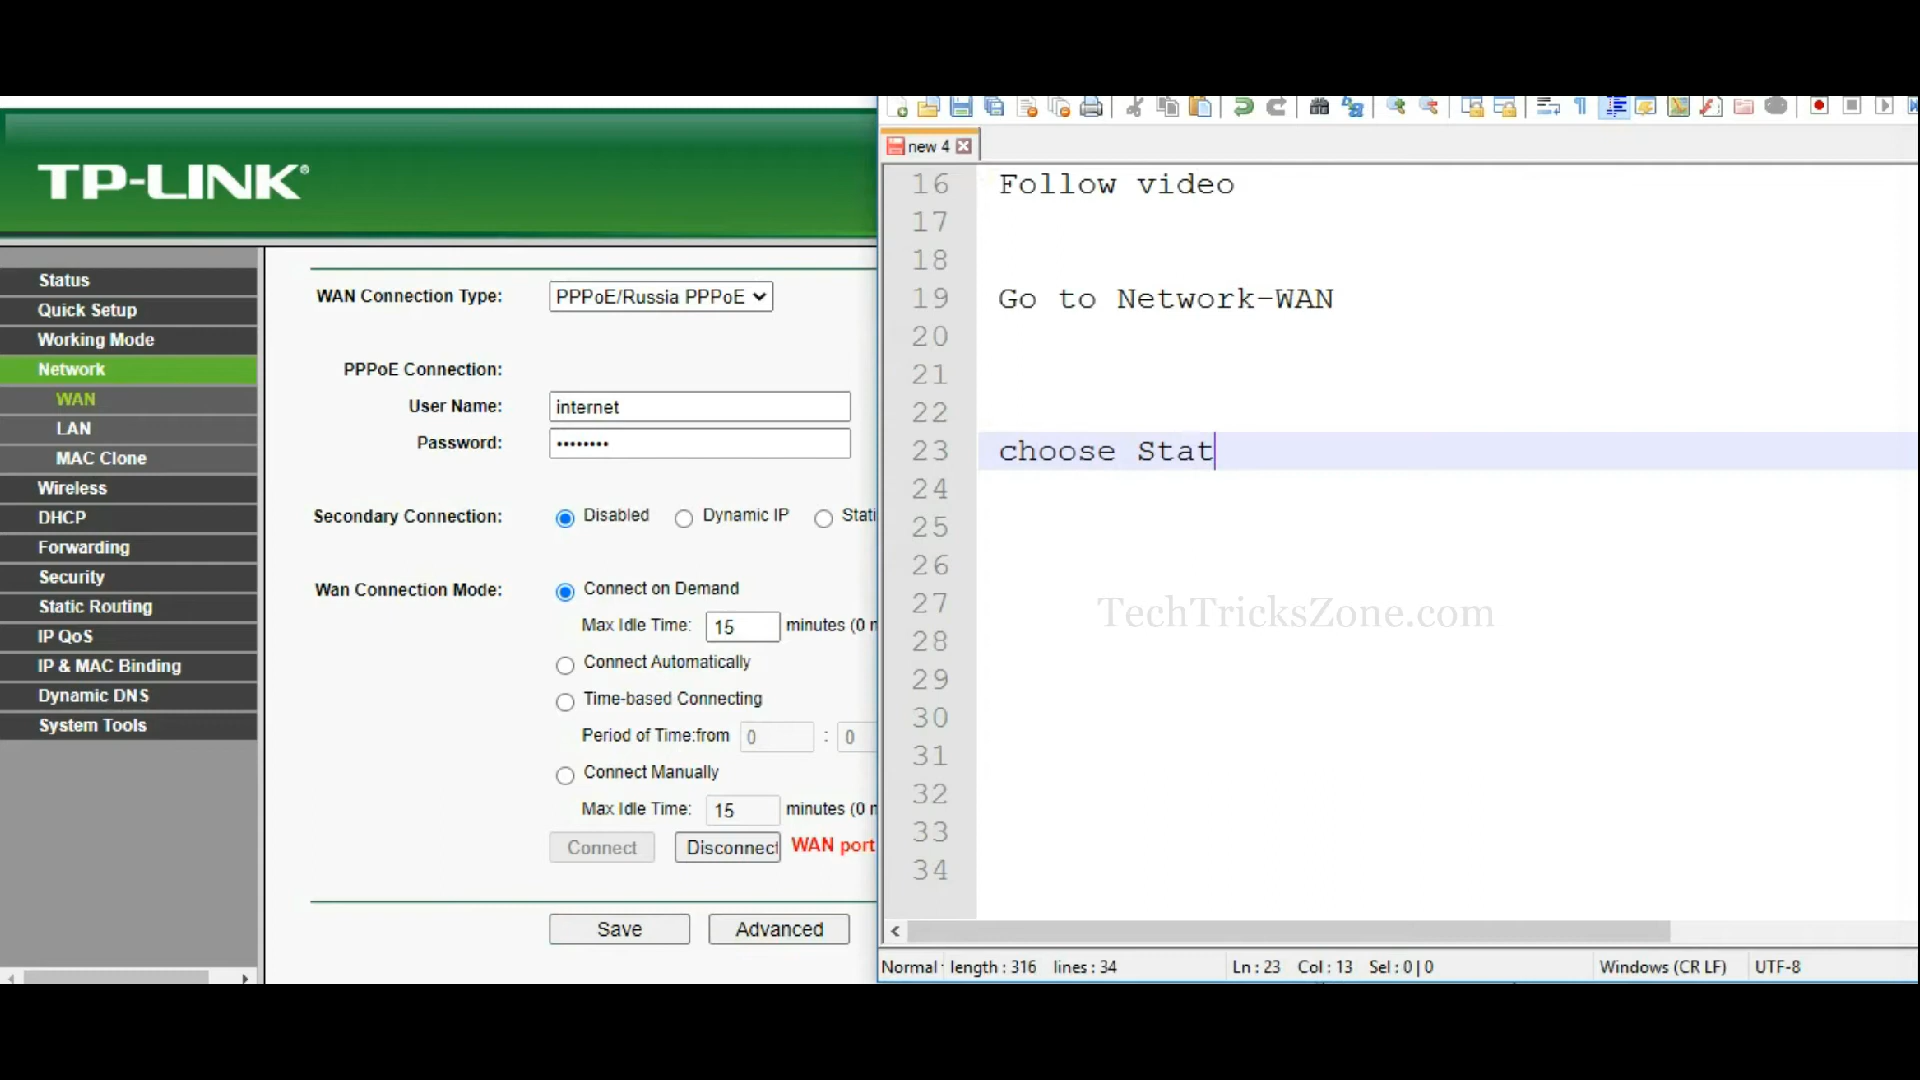 TP-LINK®
Status
Quick Setup
Working Mode
Network
WAN
LAN
MAC Clone
Wireless
DHCP
Forwarding
Security
Static Routing
IP QoS
IP & MAC Binding
Dynamic DNS
System Tools
WAN Connection Type: PPPoE/Russia PPPoE
PPPoE Connection:
User Name: internet
Password: ••••••••
Secondary Connection: Disabled Dynamic IP Stati
Wan Connection Mode: Connect on Demand
Max Idle Time: 15 minutes (0 m
Connect Automatically
Time-based Connecting
Period of Time:from 0 : 0
Connect Manually
Max Idle Time: 15 minutes (0 m
Connect Disconnect WAN port
Save Advanced
new 4
16 Follow video
17
18
19 Go to Network-WAN
20
21
22
23 choose Stat
24
25
26
27
28
29
30
31
32
33
34
TechTricksZone.com
Normal length : 316 lines : 34 Ln : 23 Col : 13 Sel : 0 | 0 Windows (CR LF) UTF-8